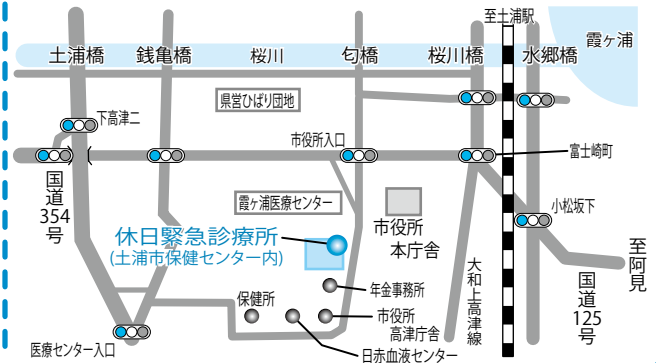 至土浦駅
霞ヶ浦
土浦橋
銭亀橋
桜川
匂橋
桜川橋
水郷橋
県営ひばり団地
下高津二
市役所入口
富士崎町
国道
354
号
霞ヶ浦医療センター
市役所
本庁舎
小松坂下
休日緊急診療所
(土浦市保健センター内)
至阿見
大和上高津線
国道
125
号
年金事務所
保健所
市役所
高津庁舎
医療センター入口
日赤血液センター